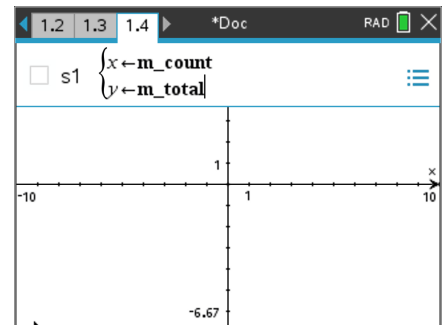 1.2 1.3 1.4 *Doc RAD
s1 {x←m_count
y←m_total
1
x
-10 1 10
-6.67